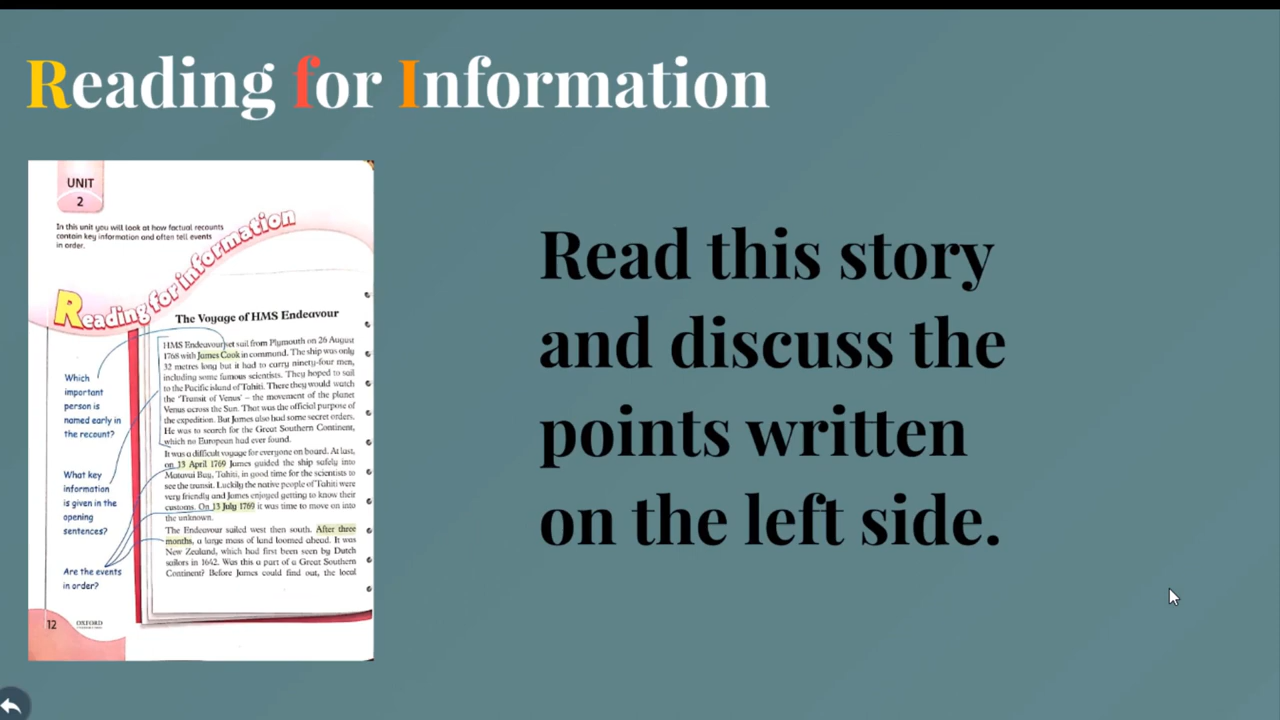 Reading for Information
UNIT
2
In this unit you will look at how factual recounts
contain key information and often tell events
in order.
Reading for information
The Voyage of HMS Endeavour
HMS Endeavour set sail from Plymouth on 26 August
1768 with James Cook in command. The ship was only
32 metres long but it had to carry ninety-four men,
including some famous scientists. They hoped to sail
to the Pacific island of Tahiti. There they would watch
the 'Transit of Venus' – the movement of the planet
Venus across the Sun. That was the official purpose of
the expedition. But James also had some secret orders.
He was to search for the Great Southern Continent,
which no European had ever found.
It was a difficult voyage for everyone on board. At last,
on 13 April 1769 James guided the ship safely into
Matavai Bay, Tahiti, in good time for the scientists to
see the transit. Luckily the native people of Tahiti were
very friendly and James enjoyed getting to know their
customs. On 13 July 1769 it was time to move on into
the unknown.
The Endeavour sailed west then south. After three
months, a large mass of land loomed ahead. It was
New Zealand, which had first been seen by Dutch
sailors in 1642. Was this a part of a Great Southern
Continent? Before James could find out, the local
Which
important
person is
named early in
the recount?
What key
information
is given in the
opening
sentences?
Are the events
in order?
12
OXFORD
Read this story
and discuss the
points written
on the left side.